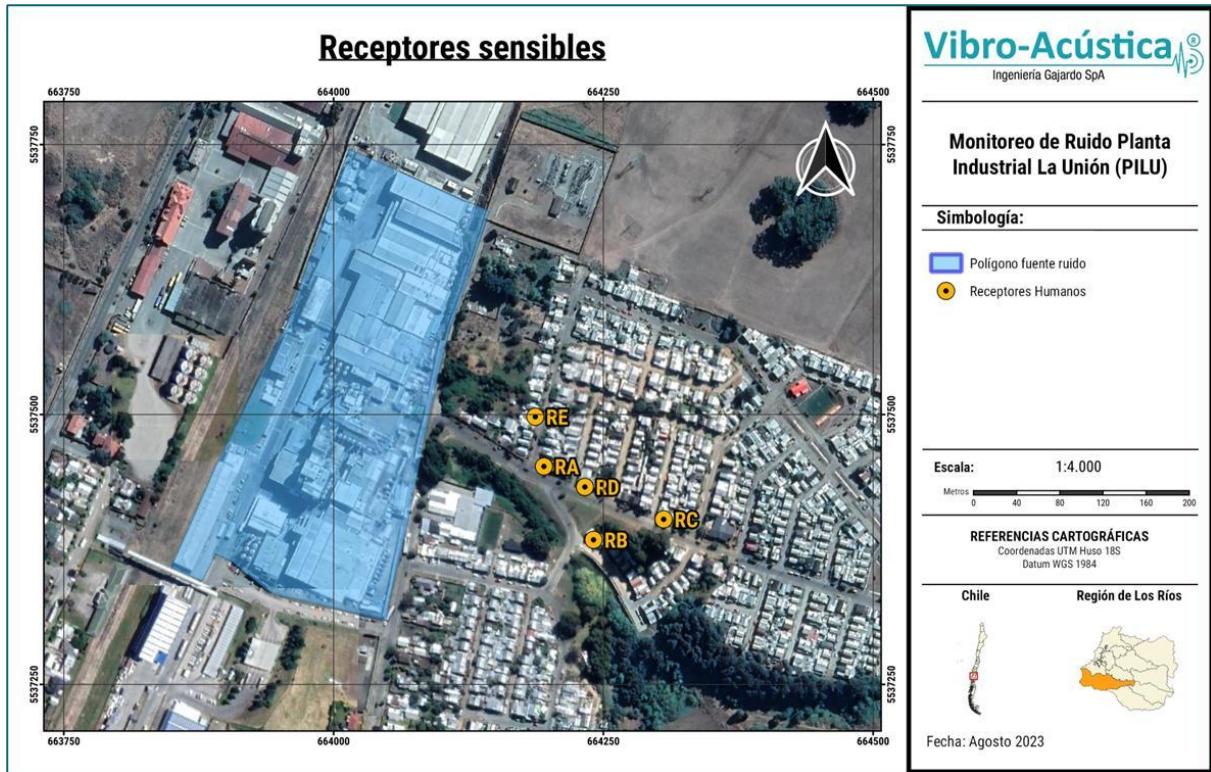 Receptores sensibles
663750 664000 664250 664500
5537750 5537750
5537500 5537500
5537250 5537250
RE
RA
RD
RC
RB
663750 664000 664250 664500
Vibro-Acústica ®
Ingeniería Gajardo SpA
Monitoreo de Ruido Planta
Industrial La Unión (PILU)
Simbología:
Polígono fuente ruido
Receptores Humanos
Escala: 1:4.000
Metros
0 40 80 120 160 200
REFERENCIAS CARTOGRÁFICAS
Coordenadas UTM Huso 18S
Datum WGS 1984
Chile Región de Los Ríos
Fecha: Agosto 2023